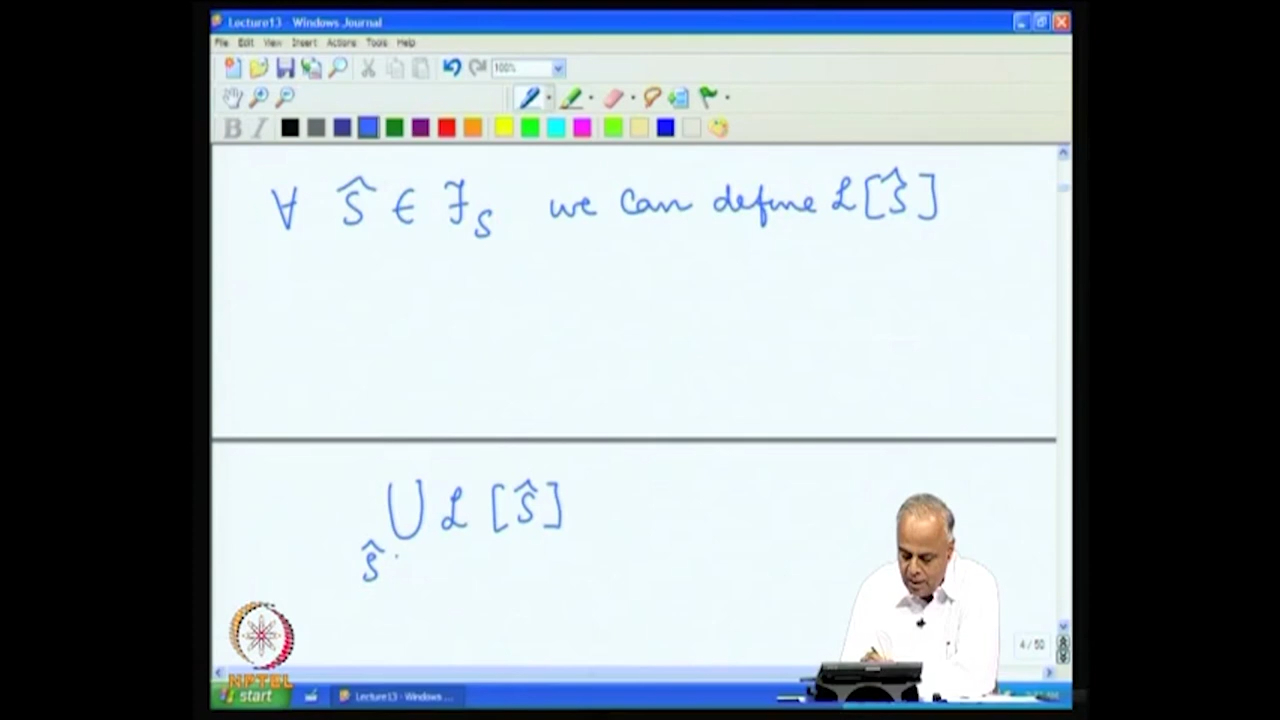 Lecture13 - Windows Journal
File Edit View Insert Actions Tools Help
100%
B I
∀ Ŝ ∈ ℱ_S we can define ℒ[Ŝ]
⋃ ℒ [Ŝ]
Ŝ
4 / 50
NPTEL
start Lecture13 - Windows ...